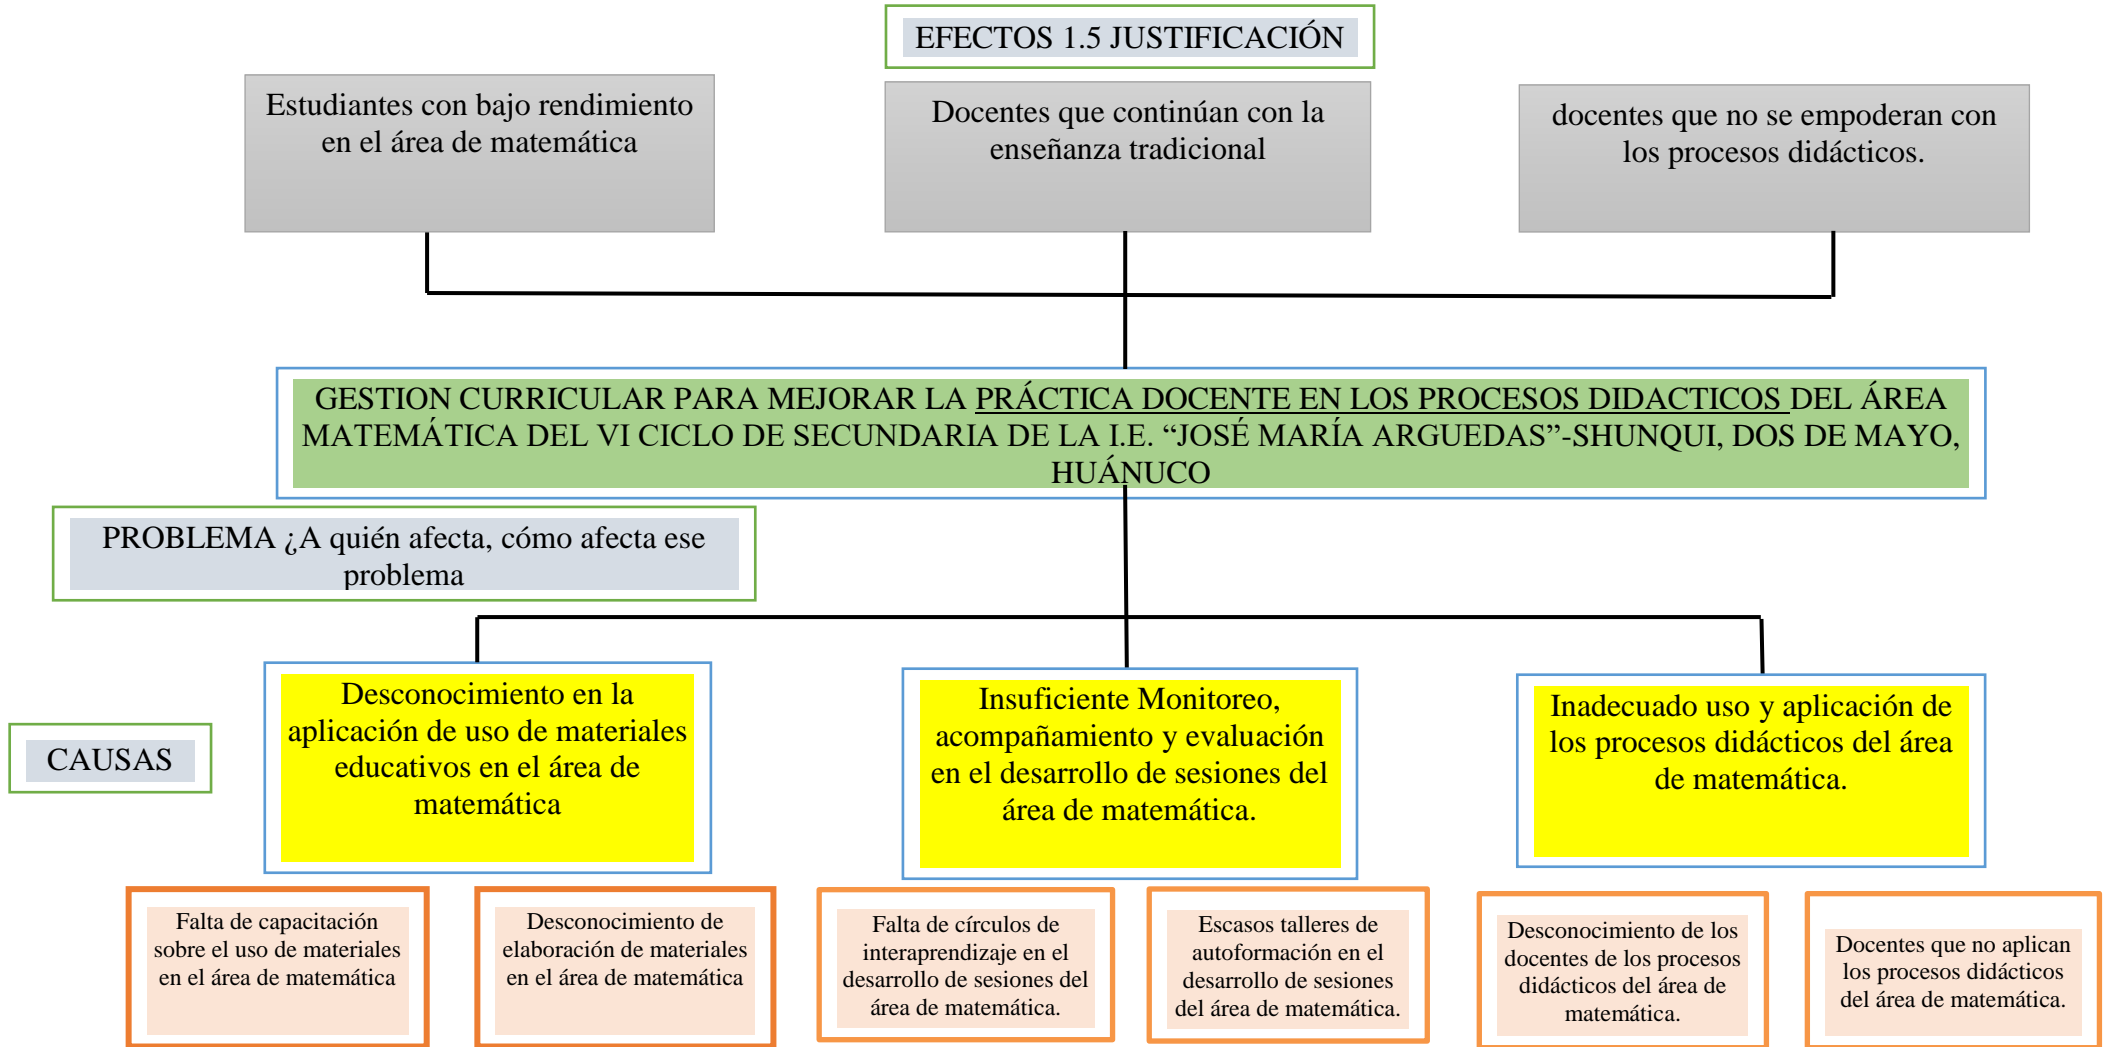 EFECTOS 1.5 JUSTIFICACIÓN
Estudiantes con bajo rendimiento
en el área de matemática
Docentes que continúan con la
enseñanza tradicional
docentes que no se empoderan con
los procesos didácticos.
GESTION CURRICULAR PARA MEJORAR LA PRÁCTICA DOCENTE EN LOS PROCESOS DIDACTICOS DEL ÁREA
MATEMÁTICA DEL VI CICLO DE SECUNDARIA DE LA I.E. “JOSÉ MARÍA ARGUEDAS”-SHUNQUI, DOS DE MAYO,
HUÁNUCO
PROBLEMA ¿A quién afecta, cómo afecta ese
problema
CAUSAS
Desconocimiento en la
aplicación de uso de materiales
educativos en el área de
matemática
Insuficiente Monitoreo,
acompañamiento y evaluación
en el desarrollo de sesiones del
área de matemática.
Inadecuado uso y aplicación de
los procesos didácticos del área
de matemática.
Falta de capacitación
sobre el uso de materiales
en el área de matemática
Desconocimiento de
elaboración de materiales
en el área de matemática
Falta de círculos de
interaprendizaje en el
desarrollo de sesiones del
área de matemática.
Escasos talleres de
autoformación en el
desarrollo de sesiones
del área de matemática.
Desconocimiento de los
docentes de los procesos
didácticos del área de
matemática.
Docentes que no aplican
los procesos didácticos
del área de matemática.